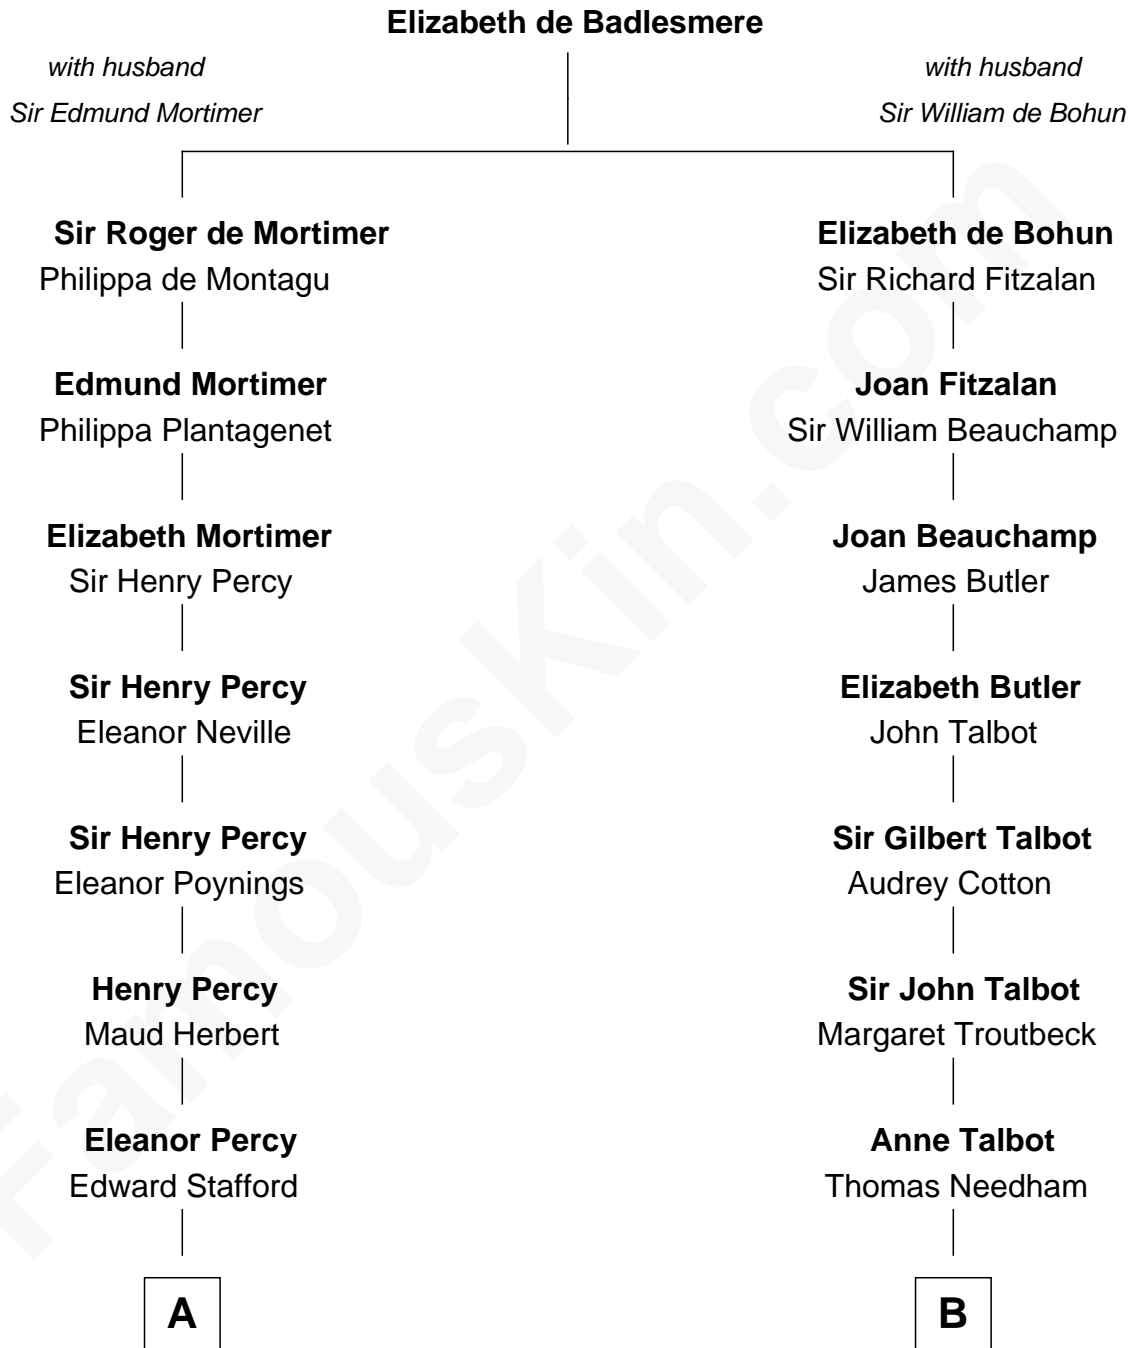 Elizabeth de Badlesmere
with husband
Sir Edmund Mortimer
with husband
Sir William de Bohun
Sir Roger de Mortimer
Philippa de Montagu
Elizabeth de Bohun
Sir Richard Fitzalan
Edmund Mortimer
Philippa Plantagenet
Joan Fitzalan
Sir William Beauchamp
Elizabeth Mortimer
Sir Henry Percy
Joan Beauchamp
James Butler
Sir Henry Percy
Eleanor Neville
Elizabeth Butler
John Talbot
Sir Henry Percy
Eleanor Poynings
Sir Gilbert Talbot
Audrey Cotton
Henry Percy
Maud Herbert
Sir John Talbot
Margaret Troutbeck
Eleanor Percy
Edward Stafford
Anne Talbot
Thomas Needham
A
B
FamousKin.com